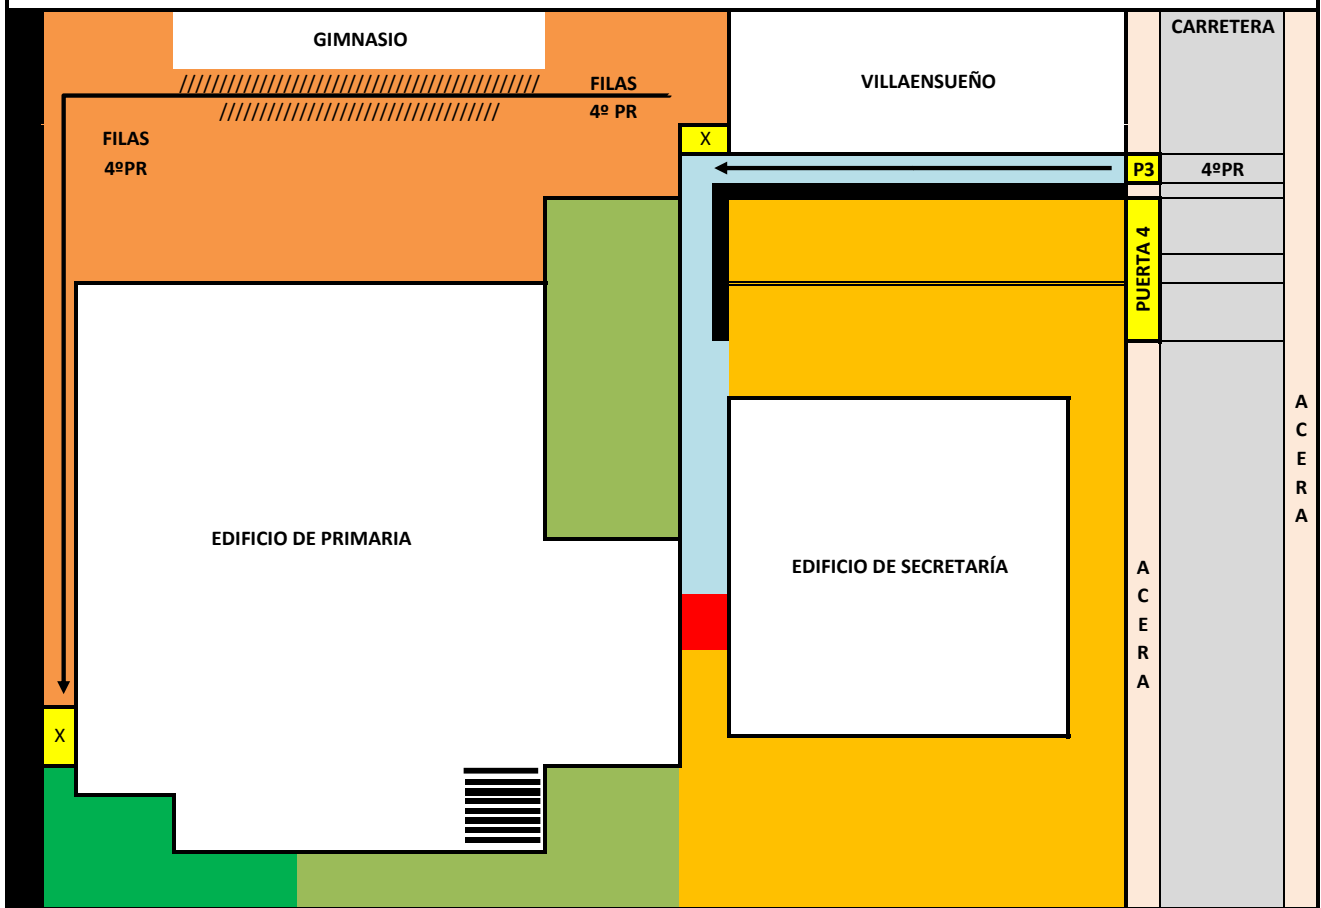 CARRETERA
GIMNASIO
VILLAENSUEÑO
///////////////////////////////////////////// FILAS
/////////////////////////////////// 4º PR
FILAS
4ºPR
X
P3
4ºPR
PUERTA 4
A
C
E
R
A
EDIFICIO DE PRIMARIA
EDIFICIO DE SECRETARÍA
A
C
E
R
A
X